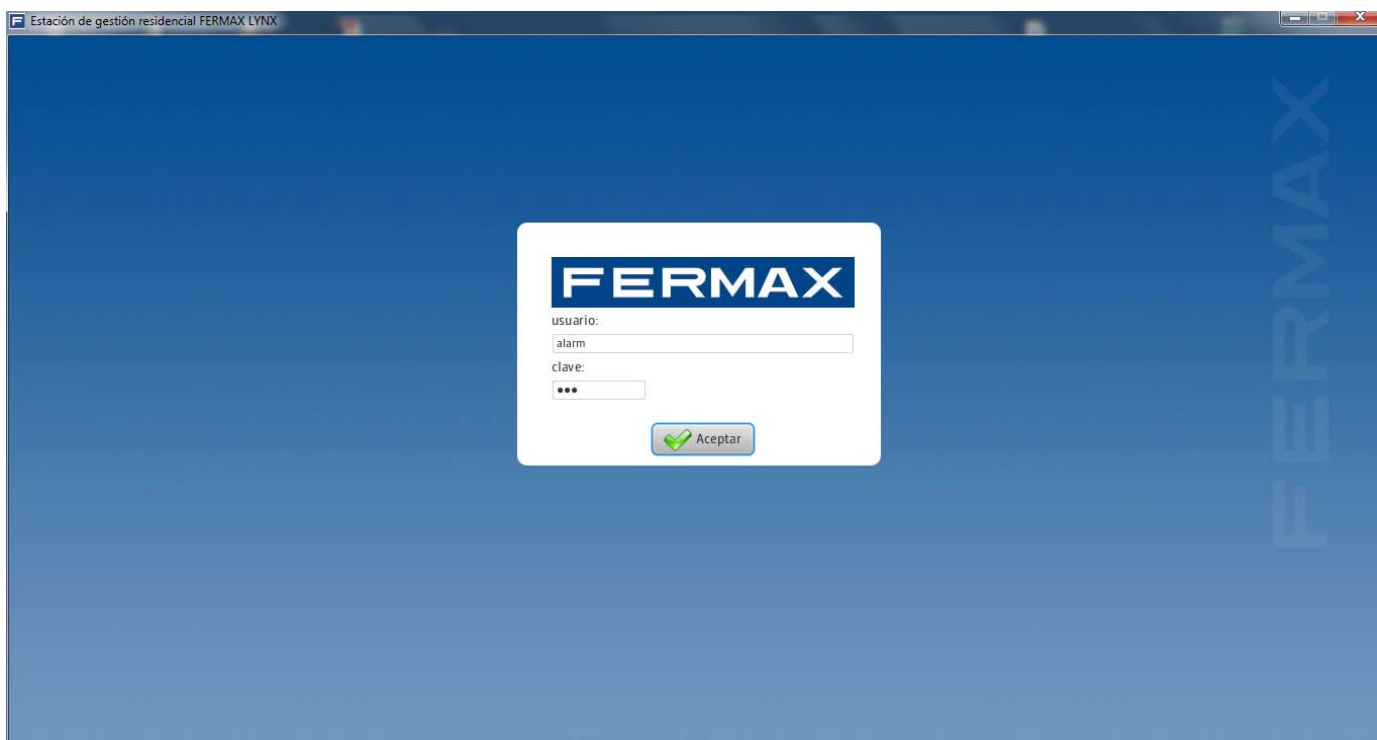 Estación de gestión residencial FERMAX LYNX
FERMAX
usuario:
alarm
clave:
•••
Aceptar
FERMAX